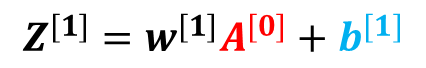 Z[1] = w[1]A[0] + b[1]